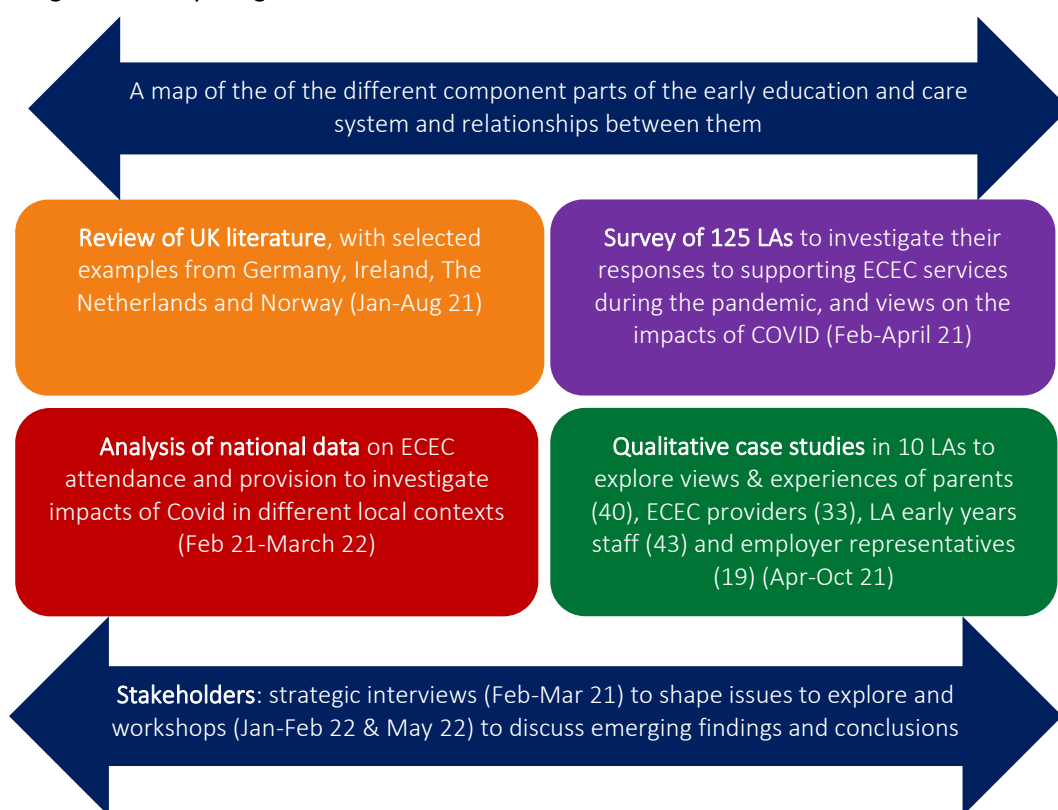 A map of the of the different component parts of the early education and care
system and relationships between them
Review of UK literature, with selected
examples from Germany, Ireland, The
Netherlands and Norway (Jan-Aug 21)
Survey of 125 LAs to investigate their
responses to supporting ECEC services
during the pandemic, and views on the
impacts of COVID (Feb-April 21)
Analysis of national data on ECEC
attendance and provision to investigate
impacts of Covid in different local contexts
(Feb 21-March 22)
Qualitative case studies in 10 LAs to
explore views & experiences of parents
(40), ECEC providers (33), LA early years
staff (43) and employer representatives
(19) (Apr-Oct 21)
Stakeholders: strategic interviews (Feb-Mar 21) to shape issues to explore and
workshops (Jan-Feb 22 & May 22) to discuss emerging findings and conclusions